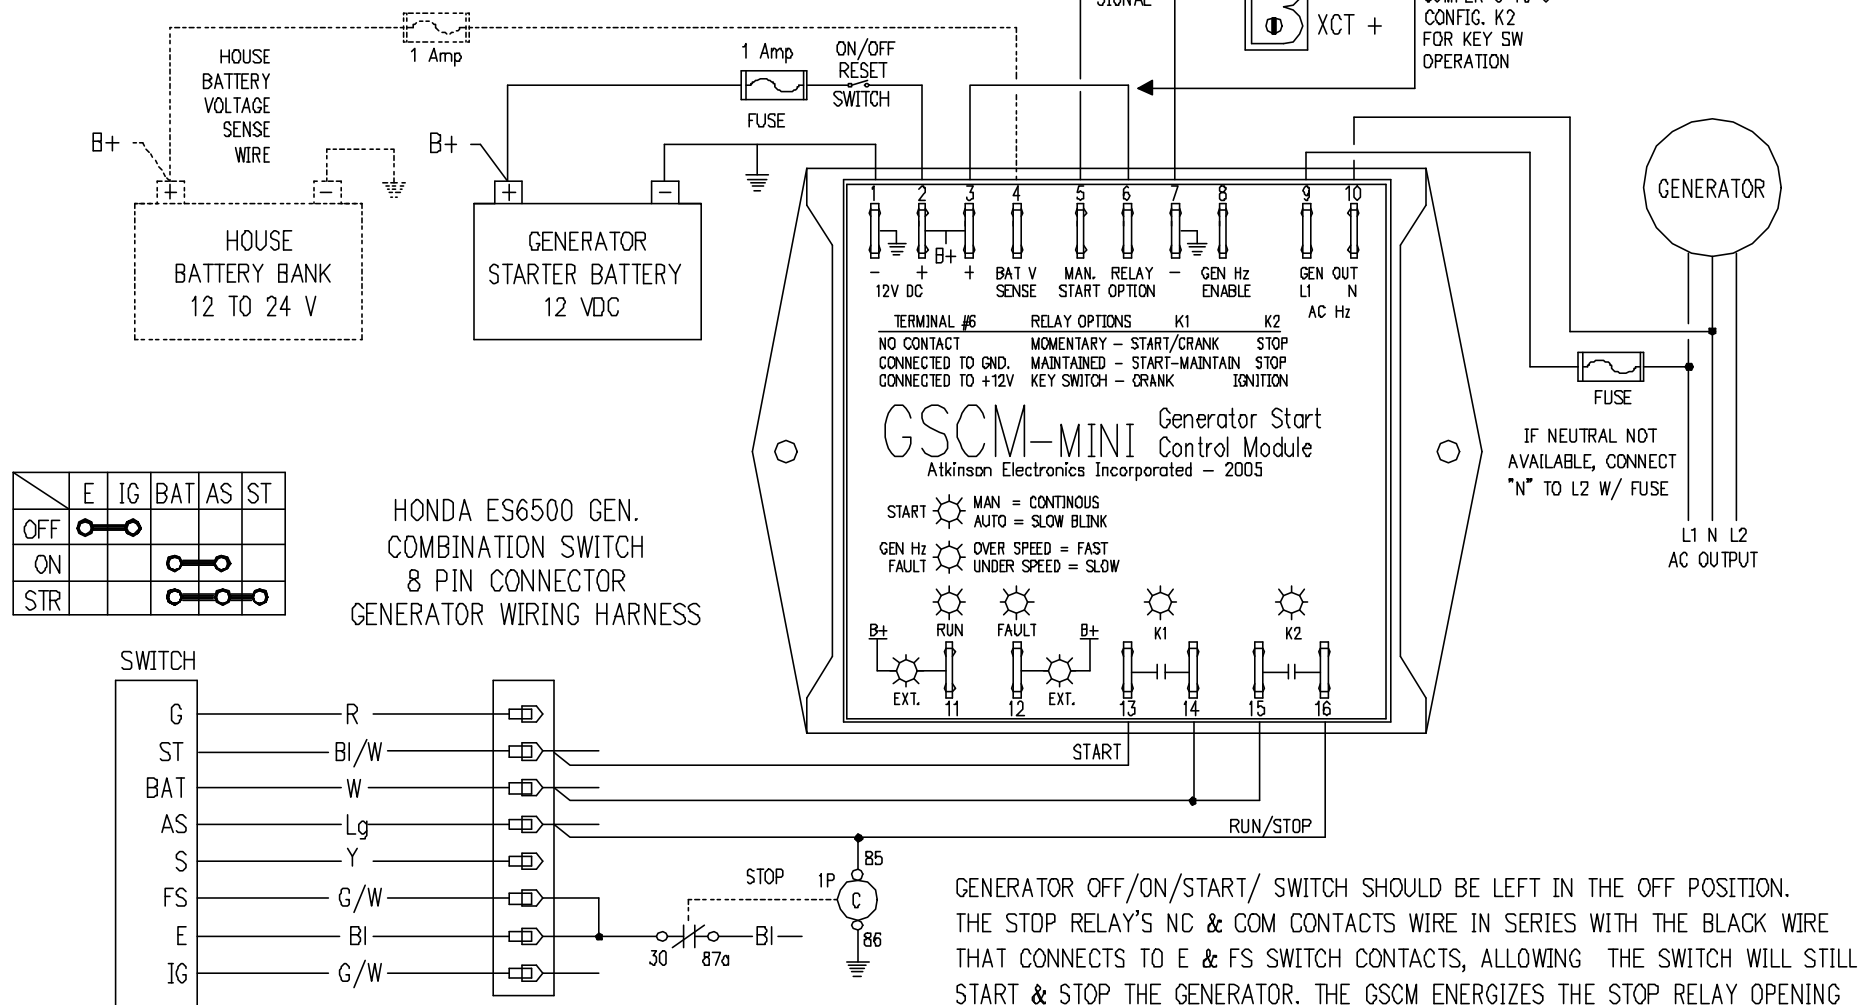 SIGNAL
XCT +
CONFIG. K2
FOR KEY SW
OPERATION
1 Amp
HOUSE
BATTERY
VOLTAGE
SENSE
WIRE
B+
+
-
HOUSE
BATTERY BANK
12 TO 24 V
1 Amp
FUSE
ON/OFF
RESET
SWITCH
B+
+
-
GENERATOR
STARTER BATTERY
12 VDC
GENERATOR
1 2 3 4 5 6 7 8 9 10
B+
- + + BAT V MAN. RELAY - GEN Hz GEN OUT
12V DC SENSE START OPTION ENABLE L1 N
AC Hz
TERMINAL #6 RELAY OPTIONS K1 K2
NO CONTACT MOMENTARY - START/CRANK STOP
CONNECTED TO GND. MAINTAINED - START-MAINTAIN STOP
CONNECTED TO +12V KEY SWITCH - CRANK IGNITION
GSCM-MINI Generator Start
Control Module
Atkinson Electronics Incorporated - 2005
START MAN = CONTINOUS
AUTO = SLOW BLINK
GEN Hz OVER SPEED = FAST
FAULT UNDER SPEED = SLOW
B+ RUN FAULT B+ K1 K2
EXT. EXT.
11 12 13 14 15 16
FUSE
IF NEUTRAL NOT
AVAILABLE, CONNECT
"N" TO L2 W/ FUSE
L1 N L2
AC OUTPUT
E IG BAT AS ST
OFF
ON
STR
HONDA ES6500 GEN.
COMBINATION SWITCH
8 PIN CONNECTOR
GENERATOR WIRING HARNESS
SWITCH
G R
ST Bl/W
BAT W
AS Lg
S Y
FS G/W
E Bl
IG G/W
START
RUN/STOP
STOP
1P
85
C
86
30 87a
Bl
GENERATOR OFF/ON/START/ SWITCH SHOULD BE LEFT IN THE OFF POSITION.
THE STOP RELAY'S NC & COM CONTACTS WIRE IN SERIES WITH THE BLACK WIRE
THAT CONNECTS TO E & FS SWITCH CONTACTS, ALLOWING THE SWITCH WILL STILL
START & STOP THE GENERATOR. THE GSCM ENERGIZES THE STOP RELAY OPENING